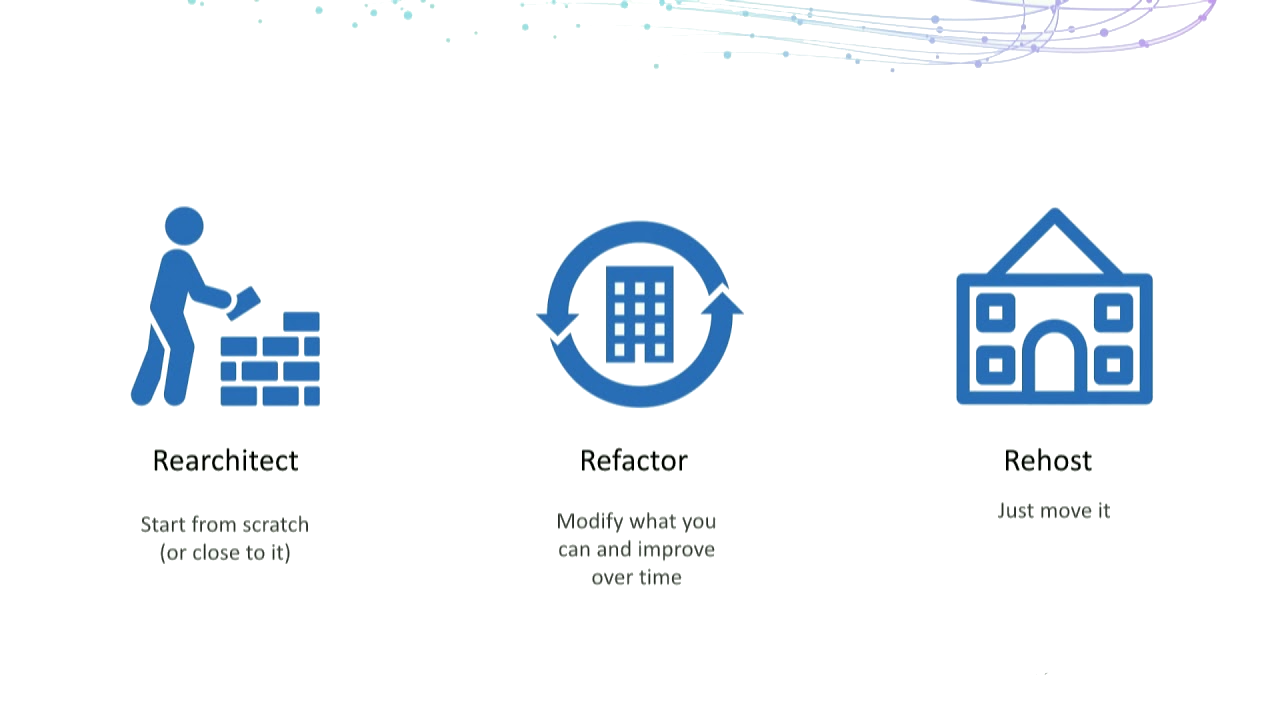 Rearchitect
Start from scratch
(or close to it)
Refactor
Modify what you
can and improve
over time
Rehost
Just move it